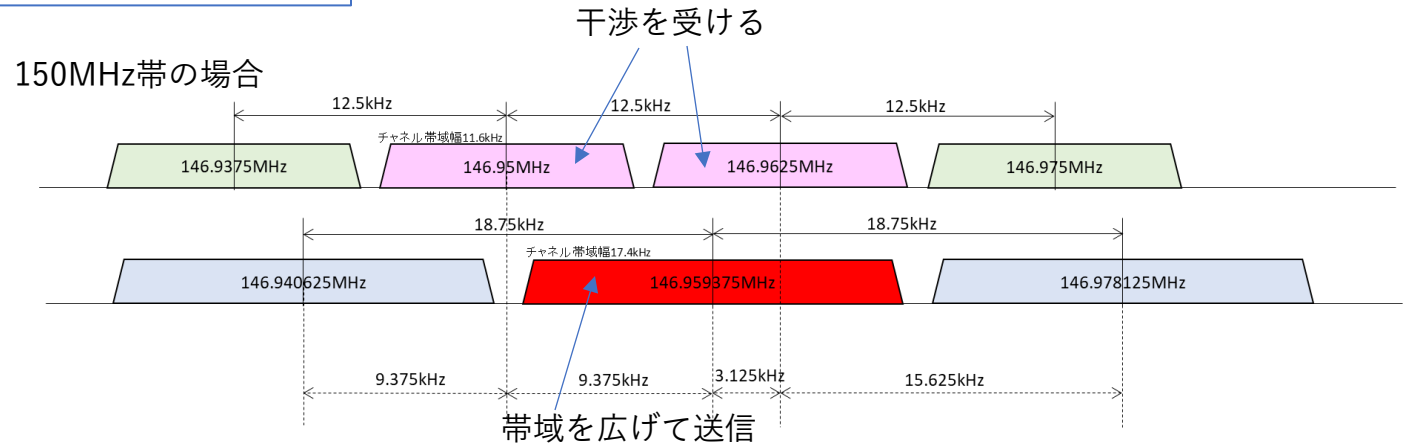 干渉を受ける
150MHz帯の場合
12.5kHz
12.5kHz
12.5kHz
チャネル帯域幅11.6kHz
146.9375MHz
146.95MHz
146.9625MHz
146.975MHz
18.75kHz
18.75kHz
チャネル帯域幅17.4kHz
146.940625MHz
146.959375MHz
146.978125MHz
9.375kHz
9.375kHz
3.125kHz
15.625kHz
帯域を広げて送信